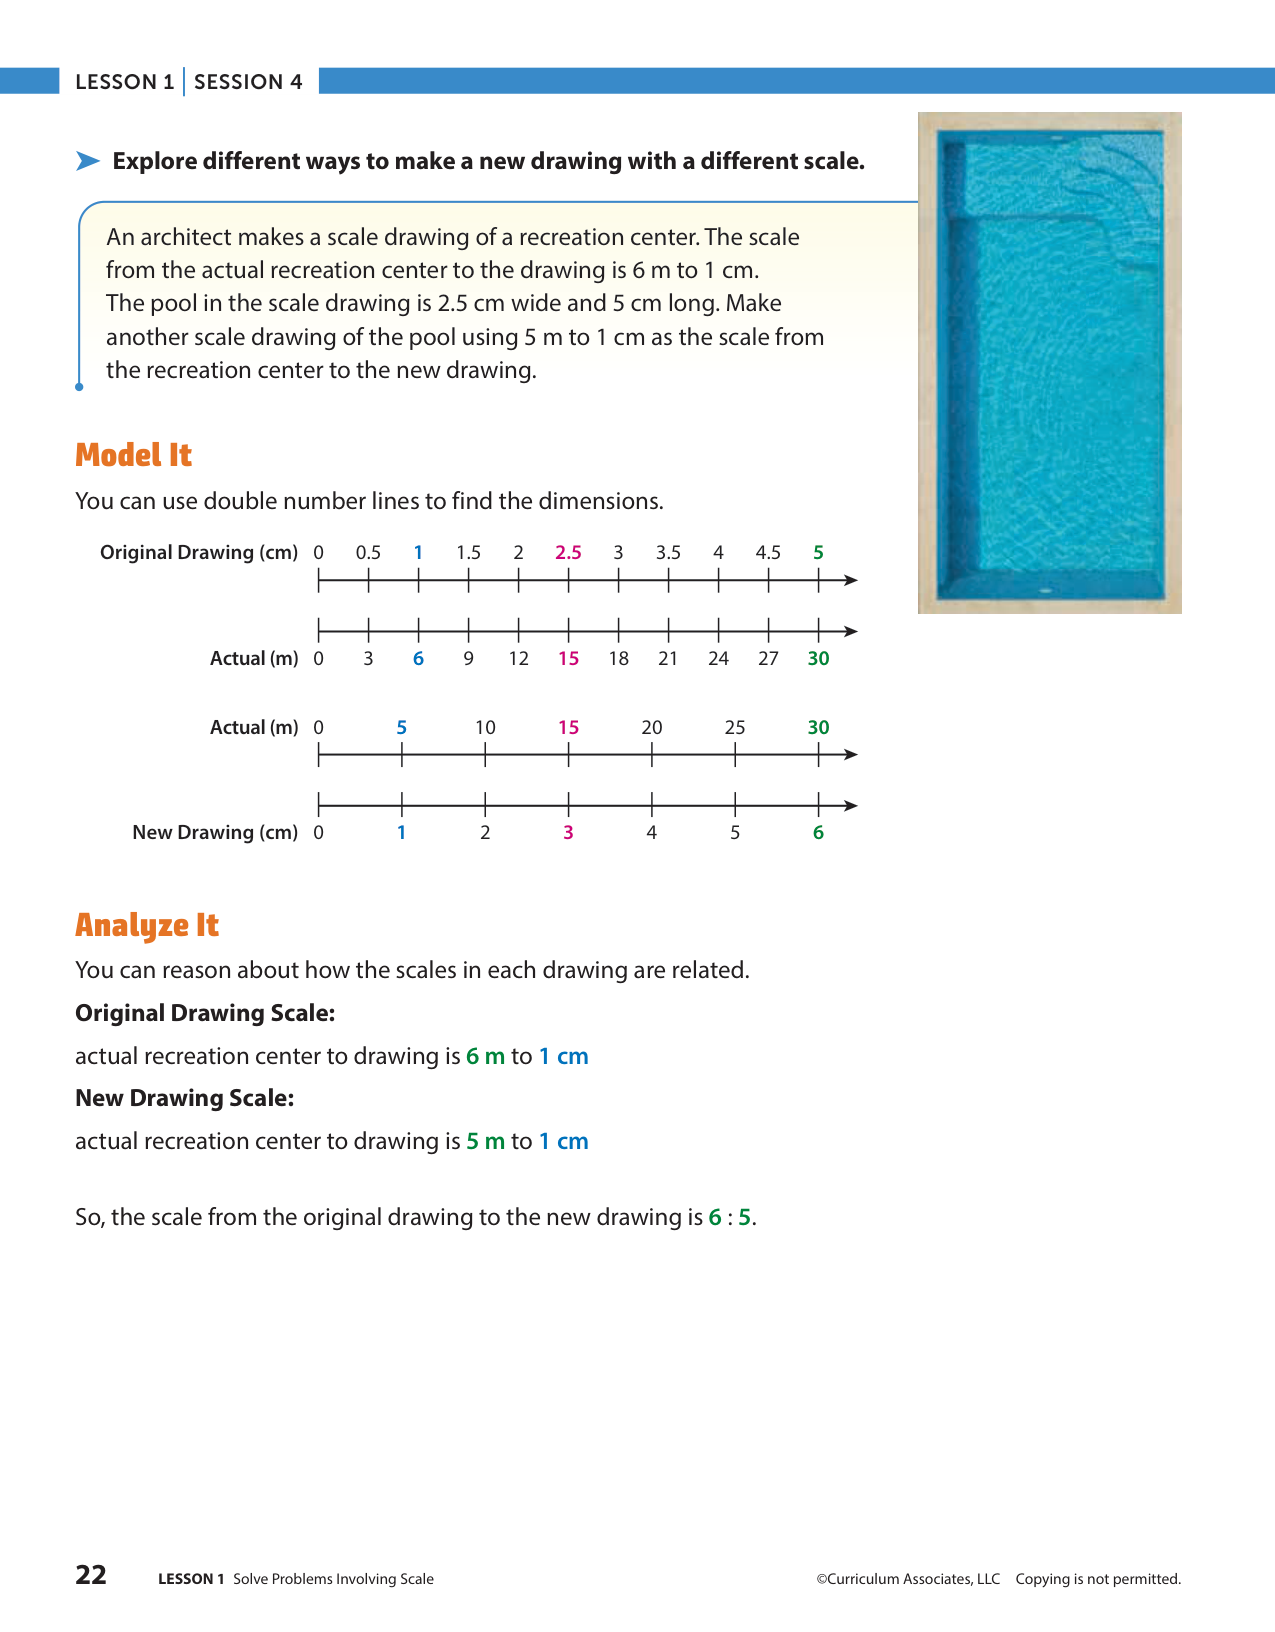 LESSON 1 | SESSION 4
➤ Explore different ways to make a new drawing with a different scale.
An architect makes a scale drawing of a recreation center. The scale
from the actual recreation center to the drawing is 6 m to 1 cm.
The pool in the scale drawing is 2.5 cm wide and 5 cm long. Make
another scale drawing of the pool using 5 m to 1 cm as the scale from
the recreation center to the new drawing.
Model It
You can use double number lines to find the dimensions.
Original Drawing (cm) 0 0.5 1 1.5 2 2.5 3 3.5 4 4.5 5
Actual (m) 0 3 6 9 12 15 18 21 24 27 30
Actual (m) 0 5 10 15 20 25 30
New Drawing (cm) 0 1 2 3 4 5 6
Analyze It
You can reason about how the scales in each drawing are related.
Original Drawing Scale:
actual recreation center to drawing is 6 m to 1 cm
New Drawing Scale:
actual recreation center to drawing is 5 m to 1 cm
So, the scale from the original drawing to the new drawing is 6 : 5.
22 LESSON 1 Solve Problems Involving Scale ©Curriculum Associates, LLC Copying is not permitted.